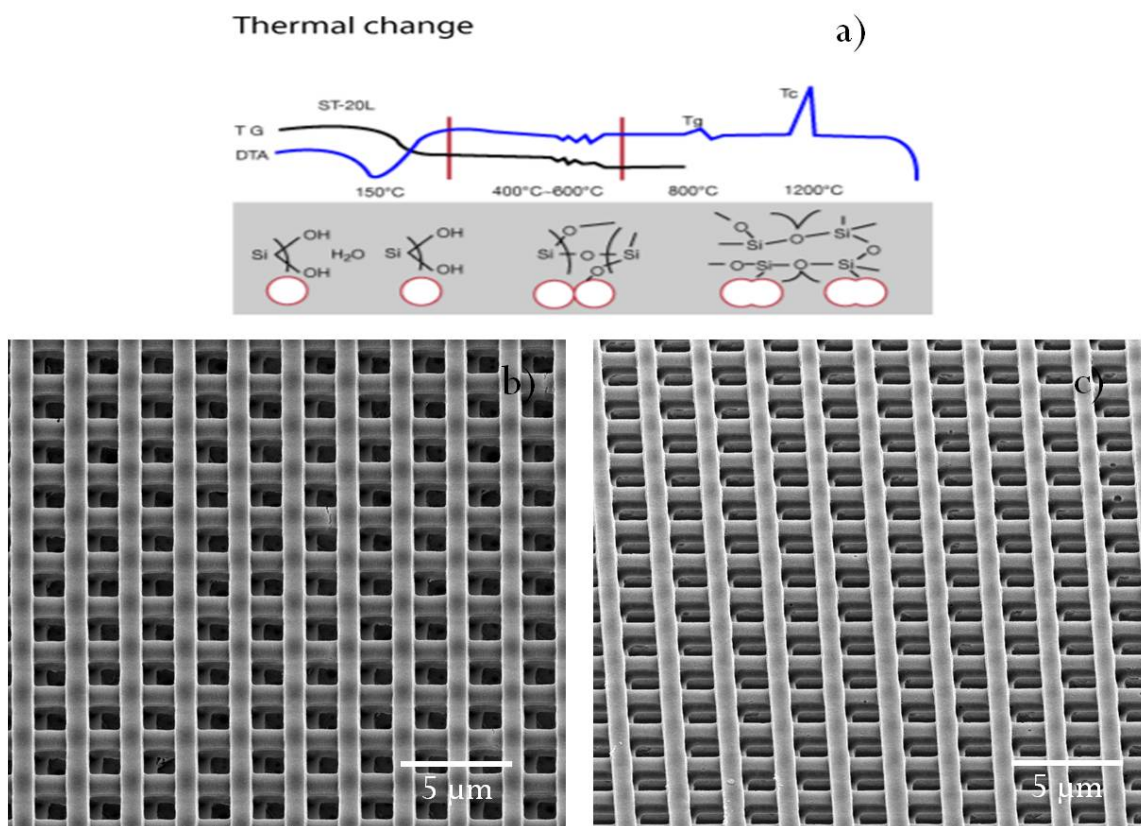 Thermal change
a)
ST-20L
Tg
Tc
TG
DTA
150°C
400°C~600°C
800°C
1200°C
OH
Si
H₂O
OH
OH
Si
OH
O
Si
O
Si
O
O
Si
O
Si
O
O
Si
O
Si
b)
c)
5 µm
5 µm